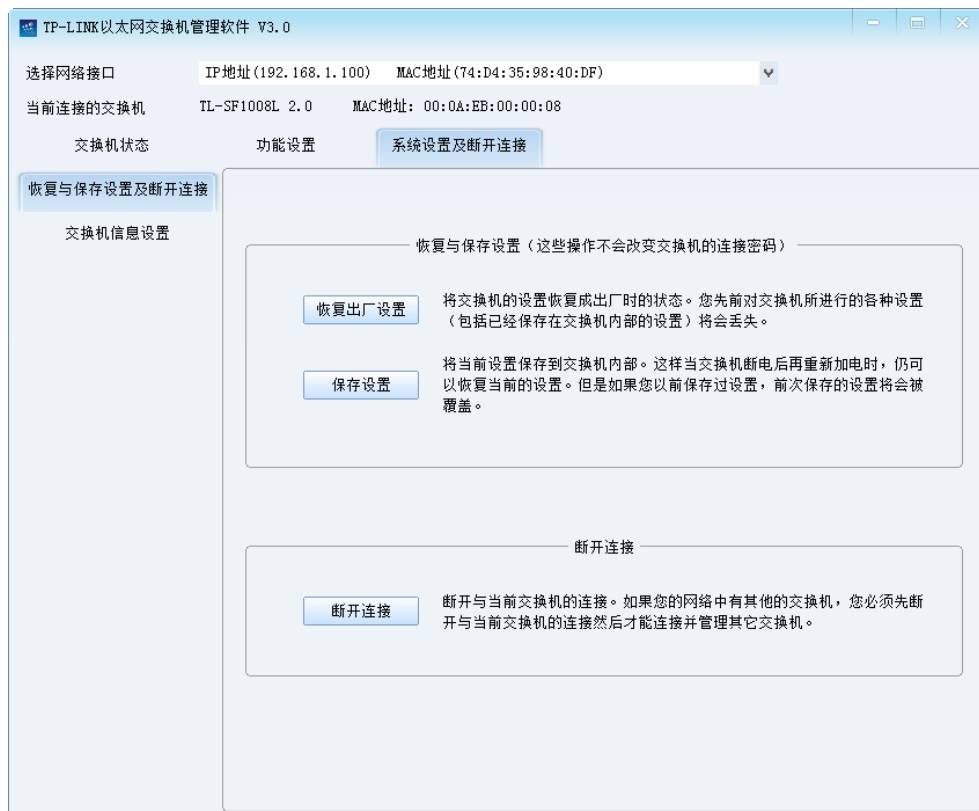 TP-LINK以太网交换机管理软件 V3.0
选择网络接口 IP地址(192.168.1.100) MAC地址(74:D4:35:98:40:DF)
当前连接的交换机 TL-SF1008L 2.0 MAC地址: 00:0A:EB:00:00:08
交换机状态 功能设置 系统设置及断开连接
恢复与保存设置及断开连接
交换机信息设置
恢复与保存设置(这些操作不会改变交换机的连接密码)
恢复出厂设置
将交换机的设置恢复成出厂时的状态。您先前对交换机所进行的各种设置
(包括已经保存在交换机内部的设置)将会丢失。
保存设置
将当前设置保存到交换机内部。这样当交换机断电后再重新加电时,仍可
以恢复当前的设置。但是如果您以前保存过设置,前次保存的设置将会被
覆盖。
断开连接
断开连接
断开与当前交换机的连接。如果您的网络中有其他的交换机,您必须先断
开与当前交换机的连接然后才能连接并管理其它交换机。